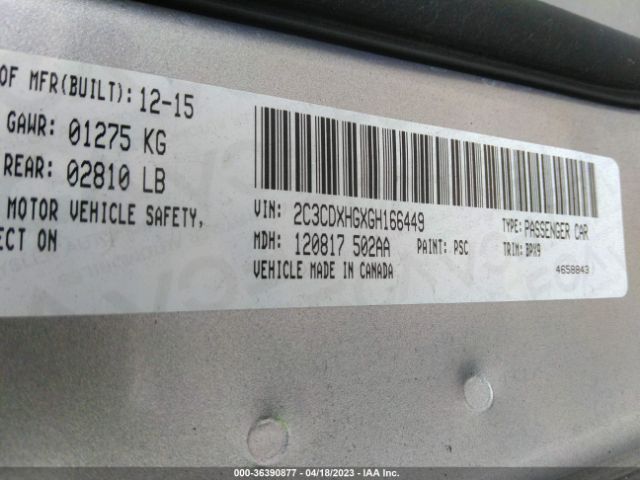 OF MFR(BUILT): 12-15
GAWR: 01275 KG
REAR: 02810 LB
MOTOR VEHICLE SAFETY,
ECT ON
VIN: 2C3CDXHGXGH166449
TYPE: PASSENGER CAR
MDH: 120817 502AA PAINT: PSC TRIM: BPX9
VEHICLE MADE IN CANADA
4658843
000-36390877 - 04/18/2023 - IAA Inc.